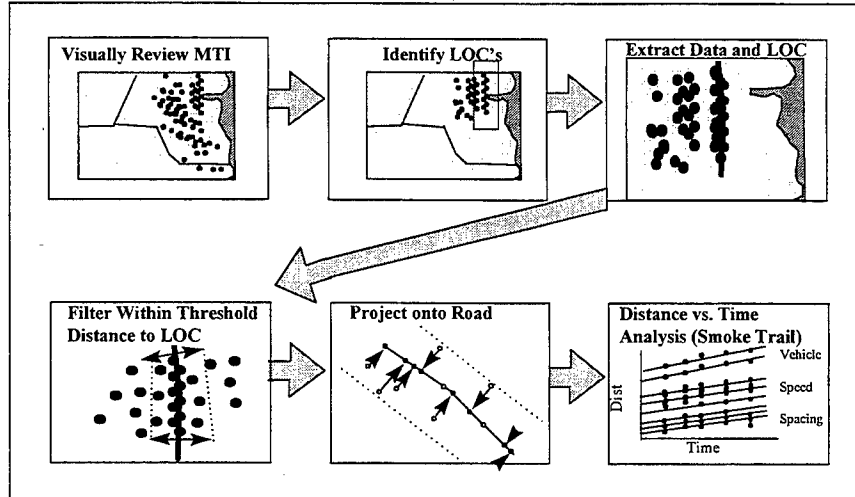 Visually Review MTI
Identify LOC's
Extract Data and LOC
Filter Within Threshold
Distance to LOC
Project onto Road
Distance vs. Time
Analysis (Smoke Trail)
Vehicle
Speed
Spacing
Dist
Time